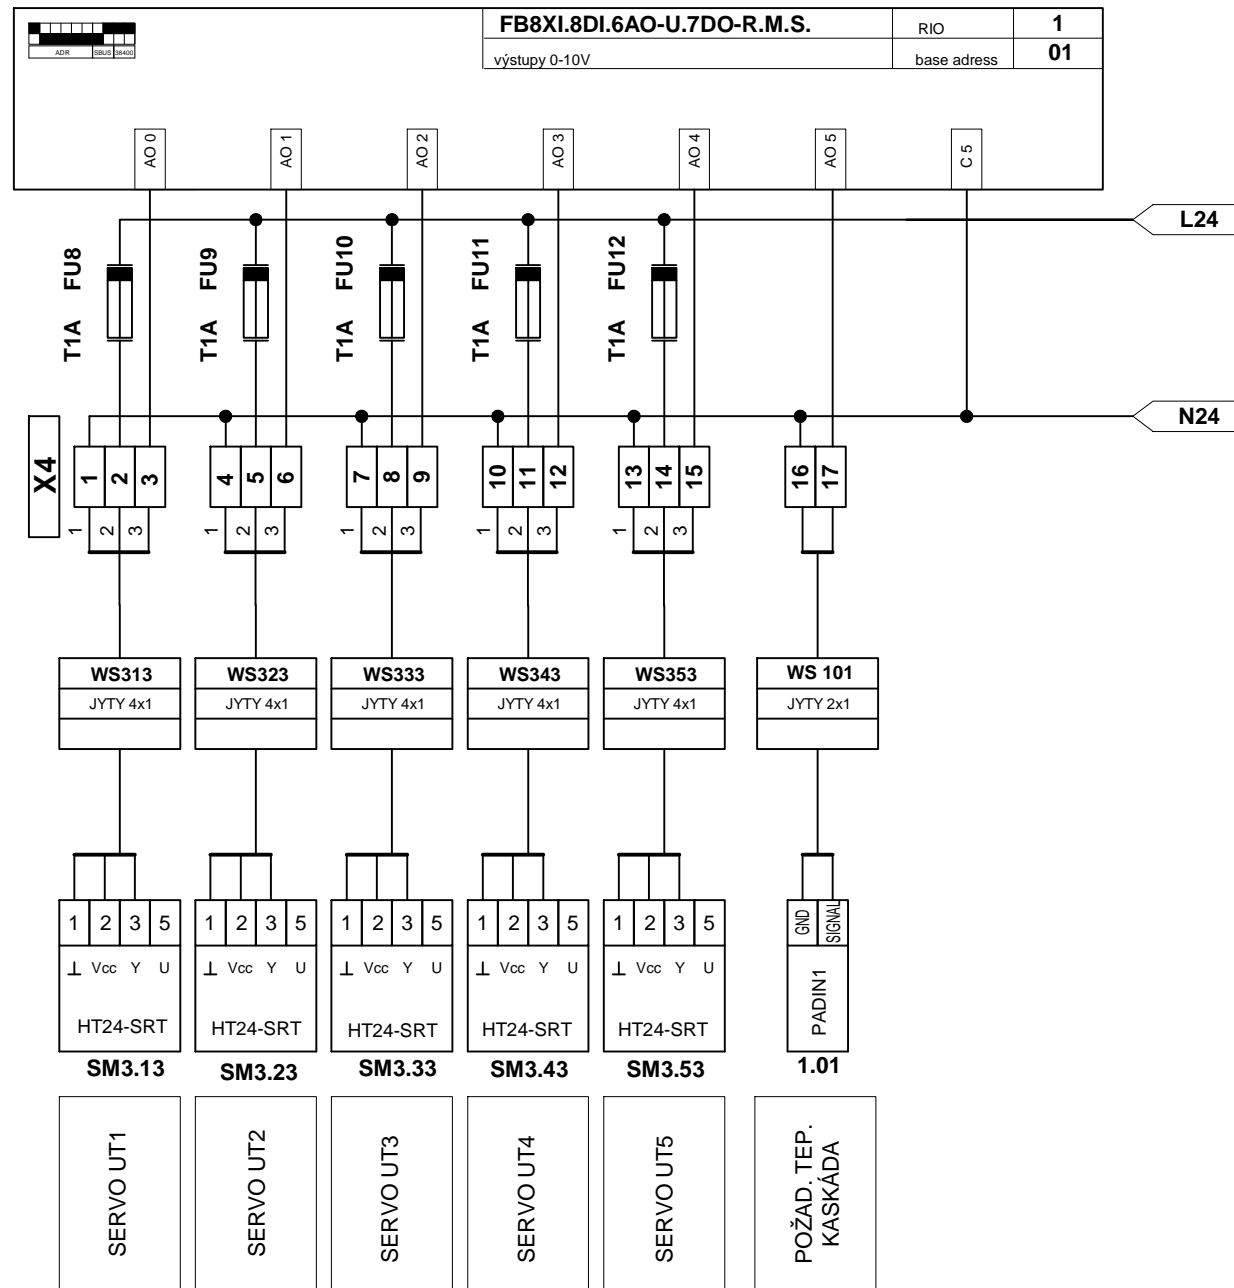 FB8XI.8DI.6AO-U.7DO-R.M.S. RIO 1
výstupy 0-10V base adress 01
ADR SBUS 38400
AO 0 AO 1 AO 2 AO 3 AO 4 AO 5 C 5
L24
FU8 FU9 FU10 FU11 FU12
T1A T1A T1A T1A T1A
N24
X4
1 2 3 4 5 6 7 8 9 10 11 12 13 14 15 16 17
1 2 3 1 2 3 1 2 3 1 2 3 1 2 3
WS313 WS323 WS333 WS343 WS353 WS 101
JYTY 4x1 JYTY 4x1 JYTY 4x1 JYTY 4x1 JYTY 4x1 JYTY 2x1
1 2 3 5 1 2 3 5 1 2 3 5 1 2 3 5 1 2 3 5 GND SIGNAL
⊥ Vcc Y U ⊥ Vcc Y U ⊥ Vcc Y U ⊥ Vcc Y U ⊥ Vcc Y U
HT24-SRT HT24-SRT HT24-SRT HT24-SRT HT24-SRT PADIN1
SM3.13 SM3.23 SM3.33 SM3.43 SM3.53 1.01
SERVO UT1
SERVO UT2
SERVO UT3
SERVO UT4
SERVO UT5
POŽAD. TEP.
KASKÁDA